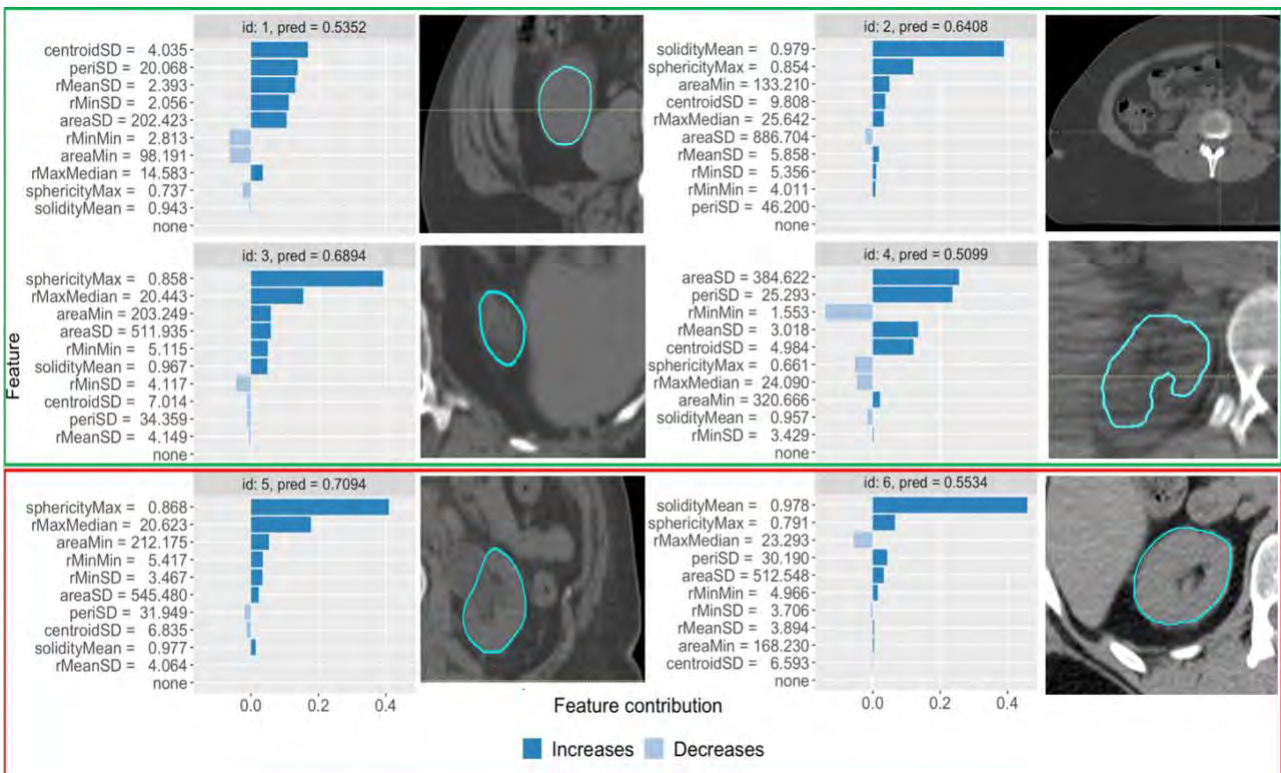 id: 1, pred = 0.5352
centroidSD = 4.035
periSD = 20.068
rMeanSD = 2.393
rMinSD = 2.056
areaSD = 202.423
rMinMin = 2.813
areaMin = 98.191
rMaxMedian = 14.583
sphericityMax = 0.737
solidityMean = 0.943
none
id: 2, pred = 0.6408
solidityMean = 0.979
sphericityMax = 0.854
areaMin = 133.210
centroidSD = 9.808
rMaxMedian = 25.642
areaSD = 886.704
rMeanSD = 5.858
rMinSD = 5.356
rMinMin = 4.011
periSD = 46.200
none
Feature
id: 3, pred = 0.6894
sphericityMax = 0.858
rMaxMedian = 20.443
areaMin = 203.249
areaSD = 511.935
rMinMin = 5.115
solidityMean = 0.967
rMinSD = 4.117
centroidSD = 7.014
periSD = 34.359
rMeanSD = 4.149
none
id: 4, pred = 0.5099
areaSD = 384.622
periSD = 25.293
rMinMin = 1.553
rMeanSD = 3.018
centroidSD = 4.984
sphericityMax = 0.661
rMaxMedian = 24.090
areaMin = 320.666
solidityMean = 0.957
rMinSD = 3.429
none
id: 5, pred = 0.7094
sphericityMax = 0.868
rMaxMedian = 20.623
areaMin = 212.175
rMinMin = 5.417
rMinSD = 3.467
areaSD = 545.480
periSD = 31.949
centroidSD = 6.835
solidityMean = 0.977
rMeanSD = 4.064
none
0.0 0.2 0.4
id: 6, pred = 0.5534
solidityMean = 0.978
sphericityMax = 0.791
rMaxMedian = 23.293
periSD = 30.190
areaSD = 512.548
rMinMin = 4.966
rMinSD = 3.706
rMeanSD = 3.894
areaMin = 168.230
centroidSD = 6.593
none
0.0 0.2 0.4
Feature contribution
Increases Decreases